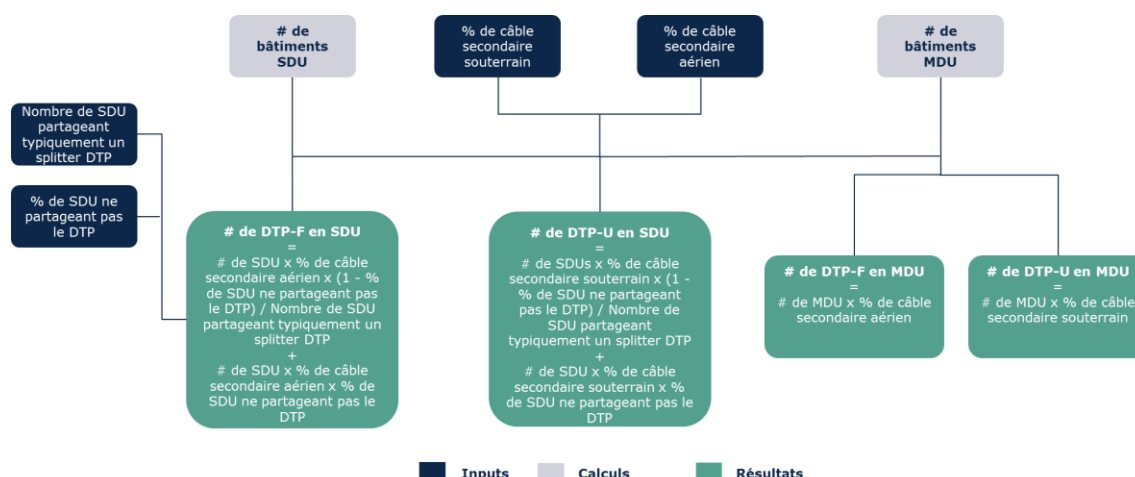 # de
bâtiments
SDU
% de câble
secondaire
souterrain
% de câble
secondaire
aérien
# de
bâtiments
MDU
Nombre de SDU
partageant
typiquement un
splitter DTP
% de SDU ne
partageant pas
le DTP
# de DTP-F en SDU
=
# de SDU x % de câble
secondaire aérien x (1 - %
de SDU ne partageant pas
le DTP) / Nombre de SDU
partageant typiquement un
splitter DTP
+
# de SDU x % de câble
secondaire aérien x % de
SDU ne partageant pas le
DTP
# de DTP-U en SDU
=
# de SDUs x % de câble
secondaire souterrain x (1 -
% de SDU ne partageant
pas le DTP) / Nombre de
SDU partageant
typiquement un splitter DTP
+
# de SDU x % de câble
secondaire souterrain x %
de SDU ne partageant pas le
DTP
# de DTP-F en MDU
=
# de MDU x % de câble
secondaire aérien
# de DTP-U en MDU
=
# de MDU x % de câble
secondaire souterrain
Inputs
Calculs
Résultats